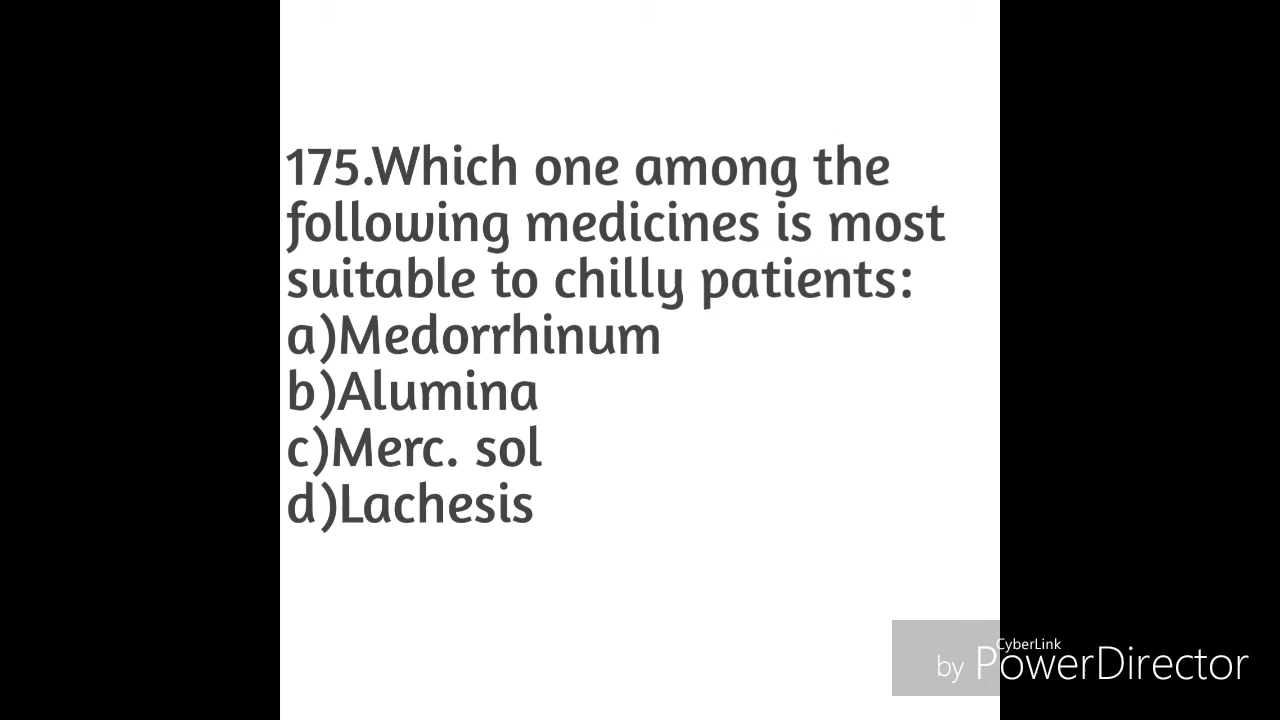 175.Which one among the
following medicines is most
suitable to chilly patients:
a)Medorrhinum
b)Alumina
c)Merc. sol
d)Lachesis
CyberLink
by PowerDirector